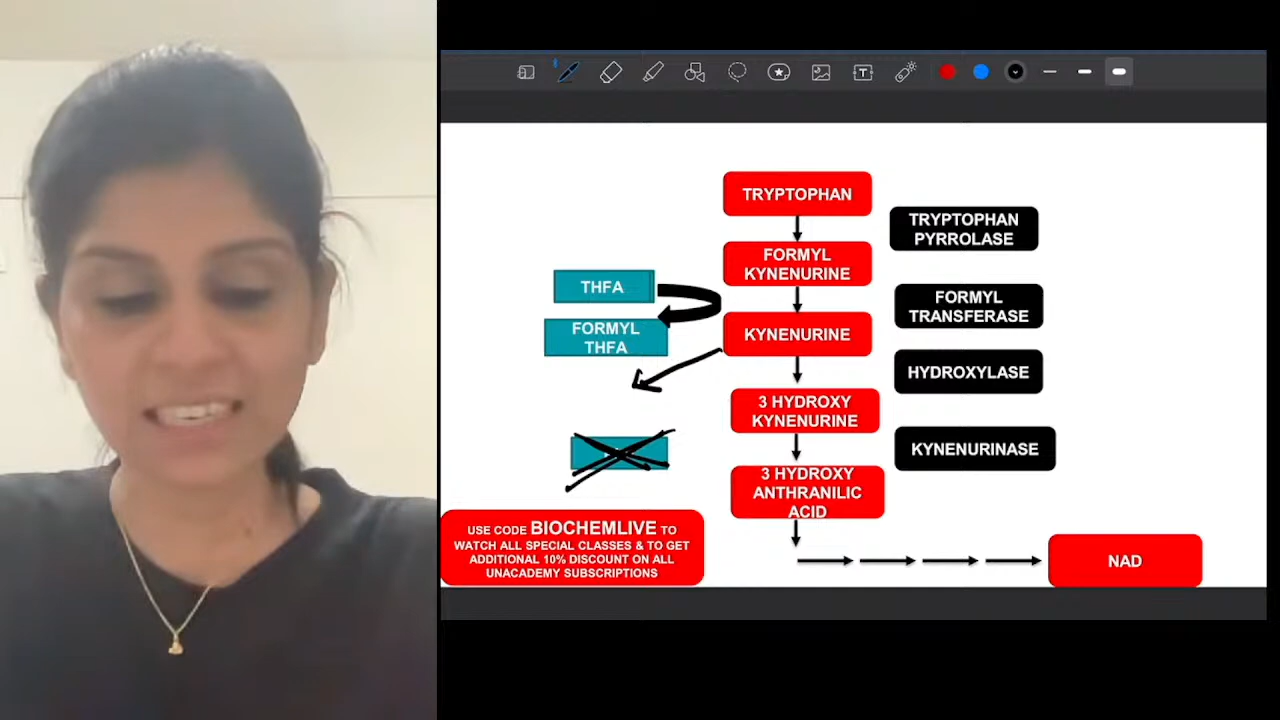 TRYPTOPHAN
TRYPTOPHAN
PYRROLASE
FORMYL
KYNENURINE
THFA
FORMYL
TRANSFERASE
FORMYL
THFA
KYNENURINE
HYDROXYLASE
3 HYDROXY
KYNENURINE
KYNENURINASE
3 HYDROXY
ANTHRANILIC
ACID
USE CODE BIOCHEMLIVE TO
WATCH ALL SPECIAL CLASSES & TO GET
ADDITIONAL 10% DISCOUNT ON ALL
UNACADEMY SUBSCRIPTIONS
NAD